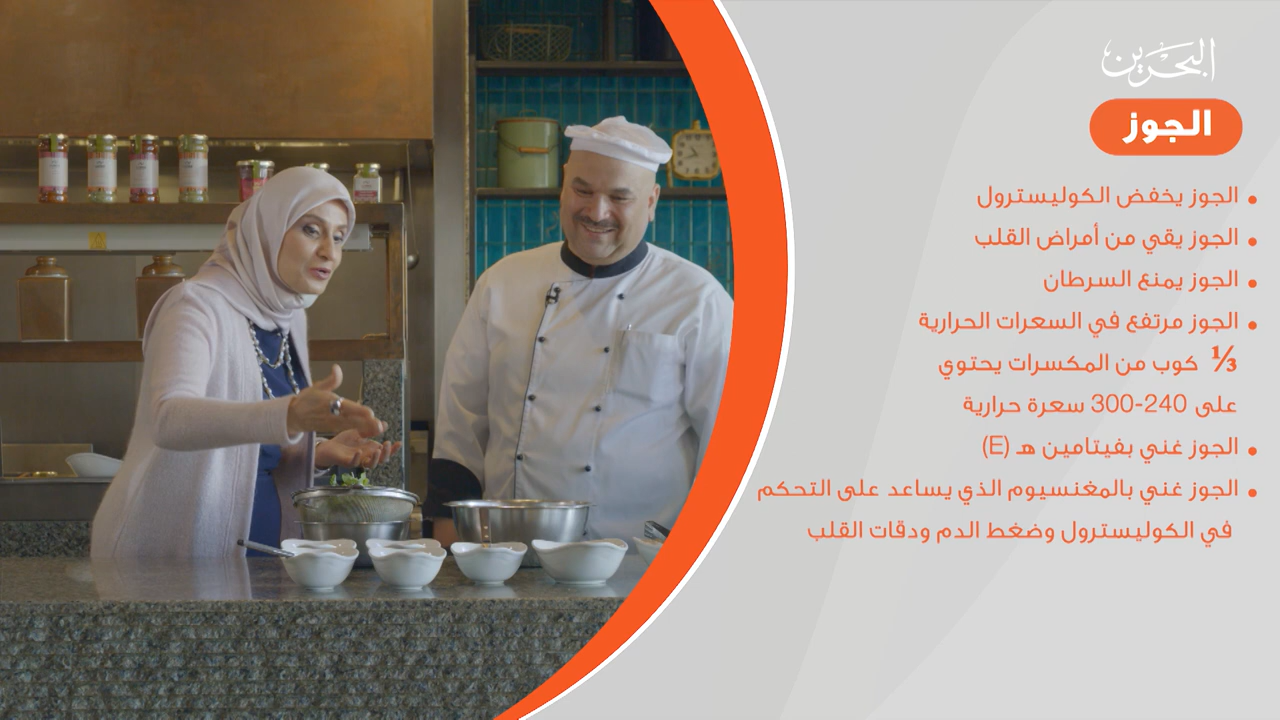 البحرين
الجوز
• الجوز يخفض الكوليسترول
• الجوز يقي من أمراض القلب
• الجوز يمنع السرطان
• الجوز مرتفع في السعرات الحرارية
⅓ كوب من المكسرات يحتوي
على 240-300 سعرة حرارية
• الجوز غني بفيتامين هـ (E)
• الجوز غني بالمغنسيوم الذي يساعد على التحكم
في الكوليسترول وضغط الدم ودقات القلب